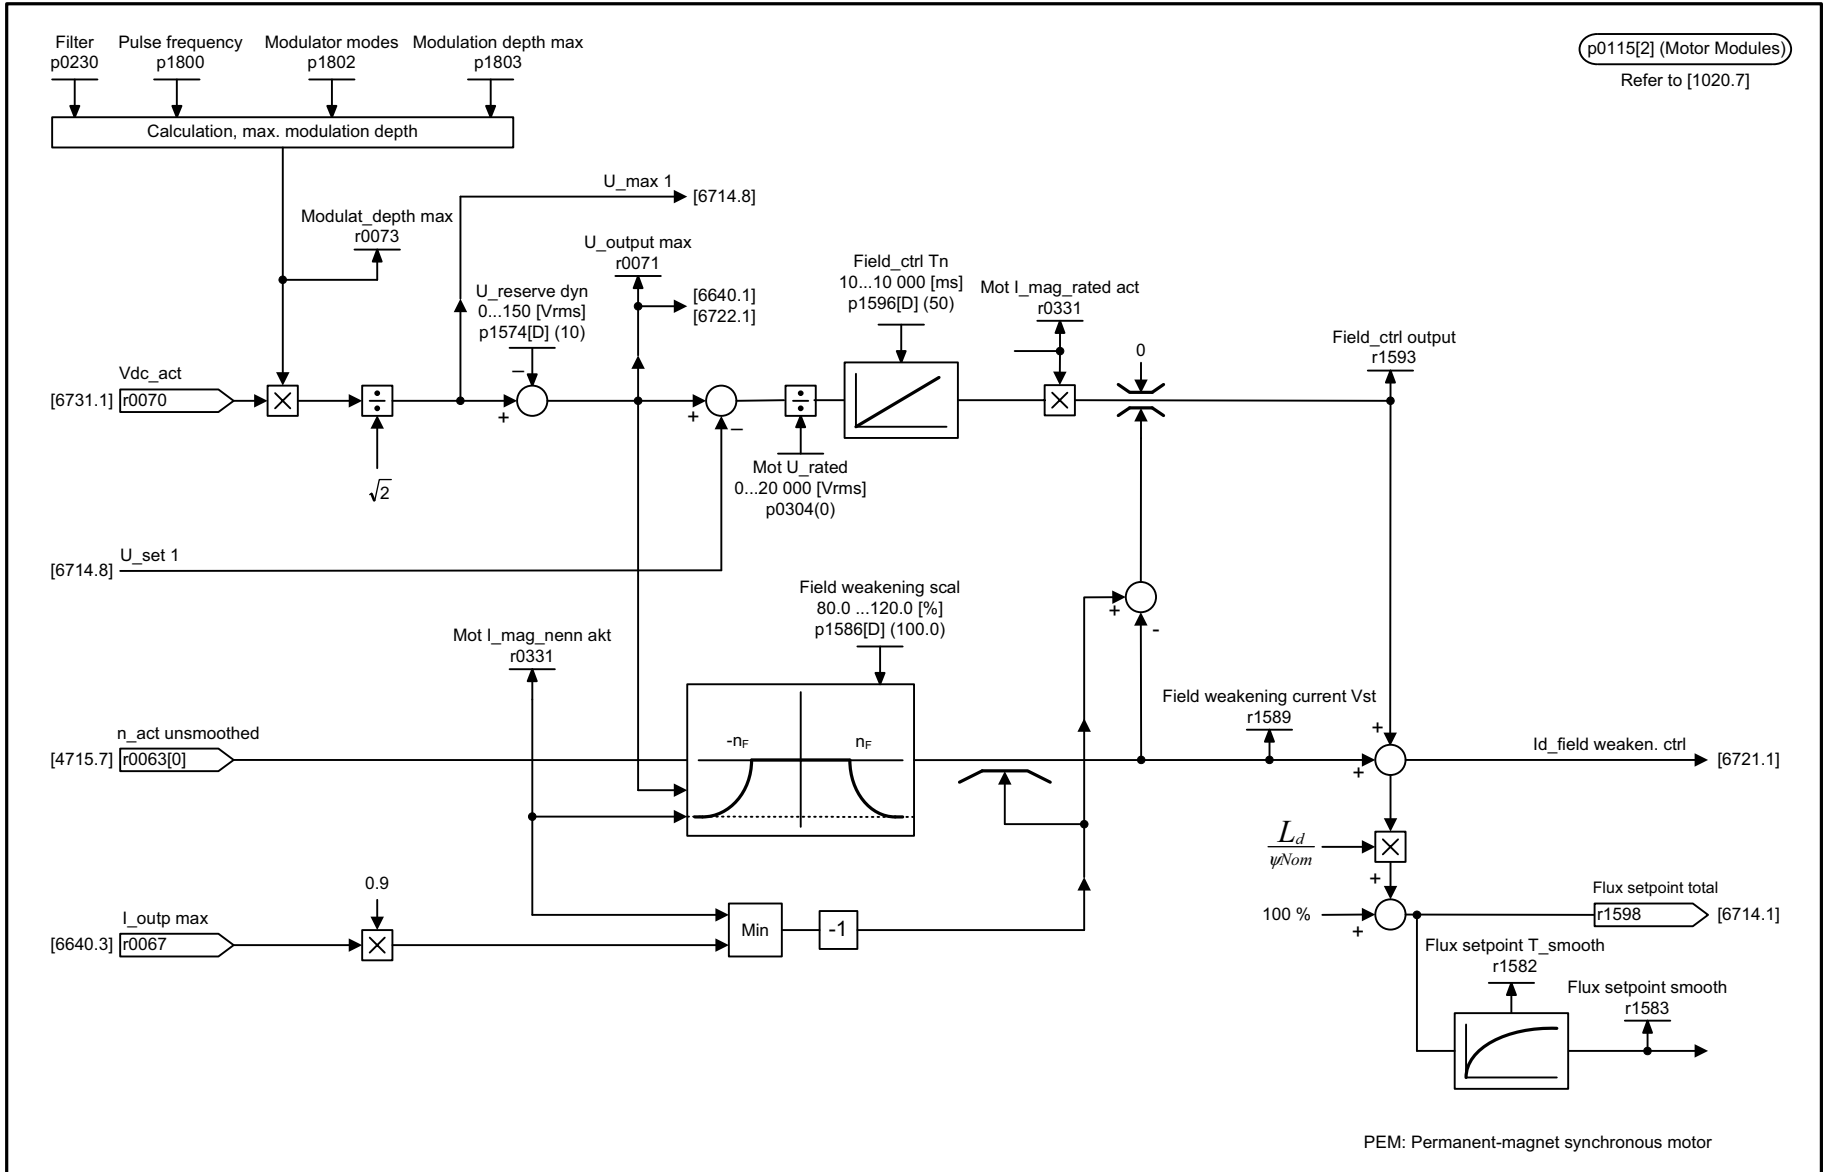 Filter
p0230
Pulse frequency
p1800
Modulator modes
p1802
Modulation depth max
p1803
p0115[2] (Motor Modules)
Refer to [1020.7]
Calculation, max. modulation depth
U_max 1
[6714.8]
Modulat_depth max
r0073
U_output max
r0071
[6640.1]
[6722.1]
U_reserve dyn
0...150 [Vrms]
p1574[D] (10)
Field_ctrl Tn
10...10 000 [ms]
p1596[D] (50)
Mot I_mag_rated act
r0331
0
Field_ctrl output
r1593
Vdc_act
[6731.1] r0070
× ÷ + – + – ÷ ×
√2
Mot U_rated
0...20 000 [Vrms]
p0304(0)
U_set 1
[6714.8]
Field weakening scal
80.0 ...120.0 [%]
p1586[D] (100.0)
+
-
Mot I_mag_nenn akt
r0331
Field weakening current Vst
r1589
n_act unsmoothed
[4715.7] r0063[0]
-nF nF
+
+
Id_field weaken. ctrl
[6721.1]
Ld
ψNom
×
+
0.9
I_outp max
[6640.3] r0067
×
Min
-1
100 %
+
Flux setpoint total
r1598 [6714.1]
Flux setpoint T_smooth
r1582
Flux setpoint smooth
r1583
PEM: Permanent-magnet synchronous motor